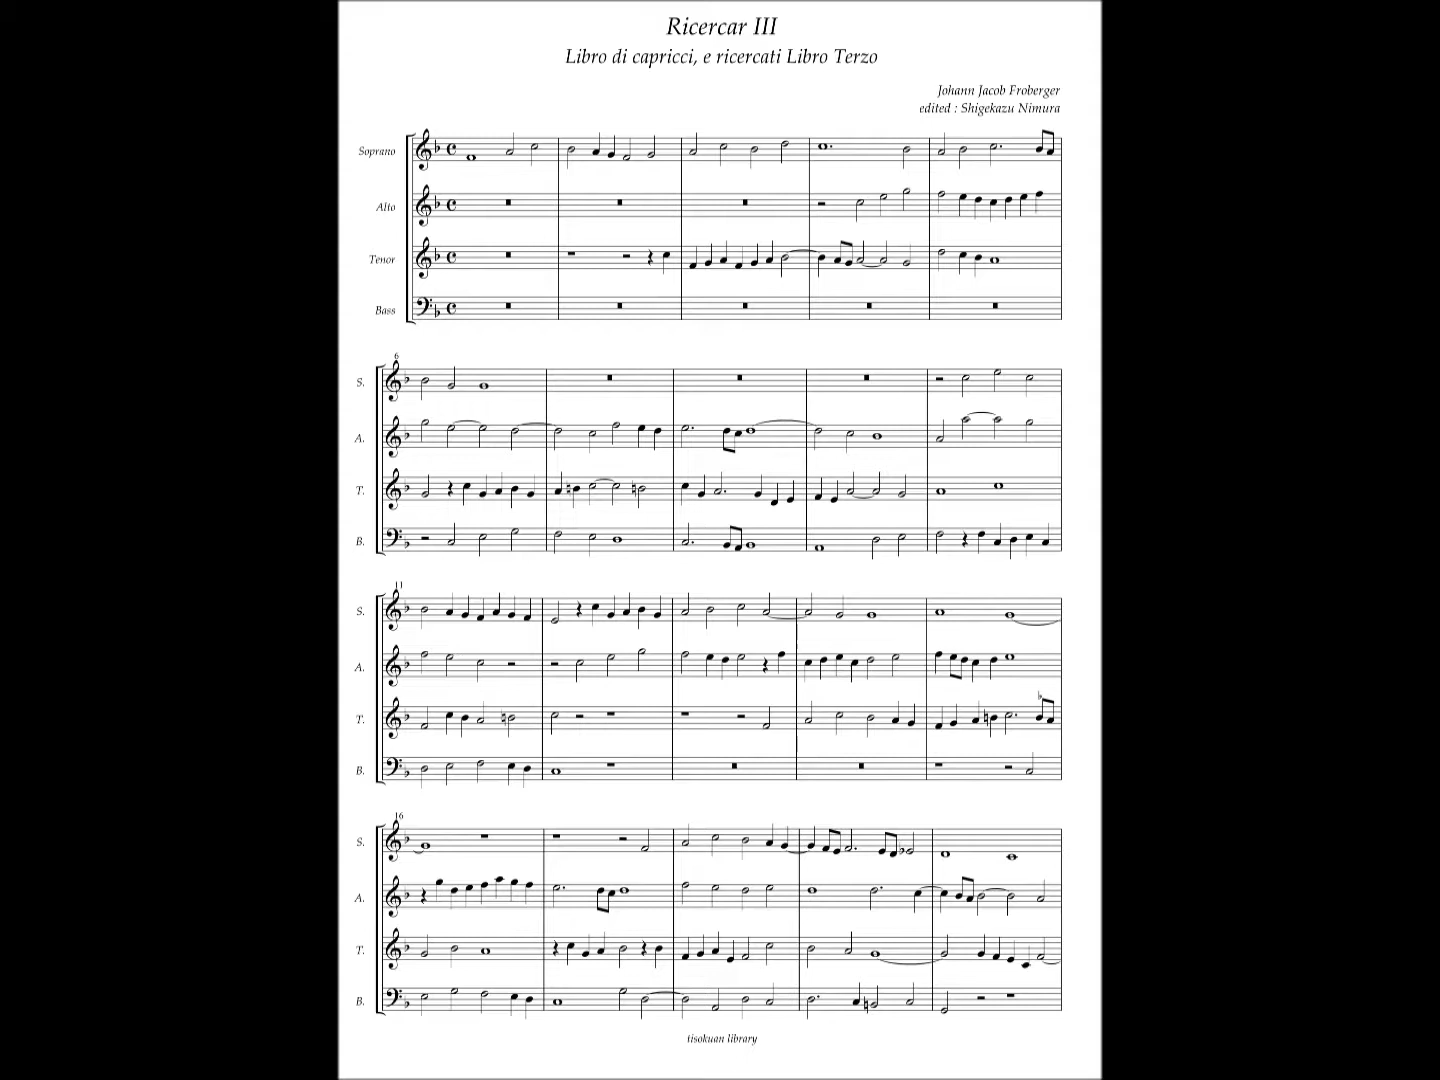 Ricercar III
Libro di capricci, e ricercati Libro Terzo
Johann Jacob Froberger
edited : Shigekazu Nimura
Soprano
Alto
Tenor
Bass
6
S.
A.
T.
B.
11
S.
A.
T.
B.
16
S.
A.
T.
B.
tisokuan library